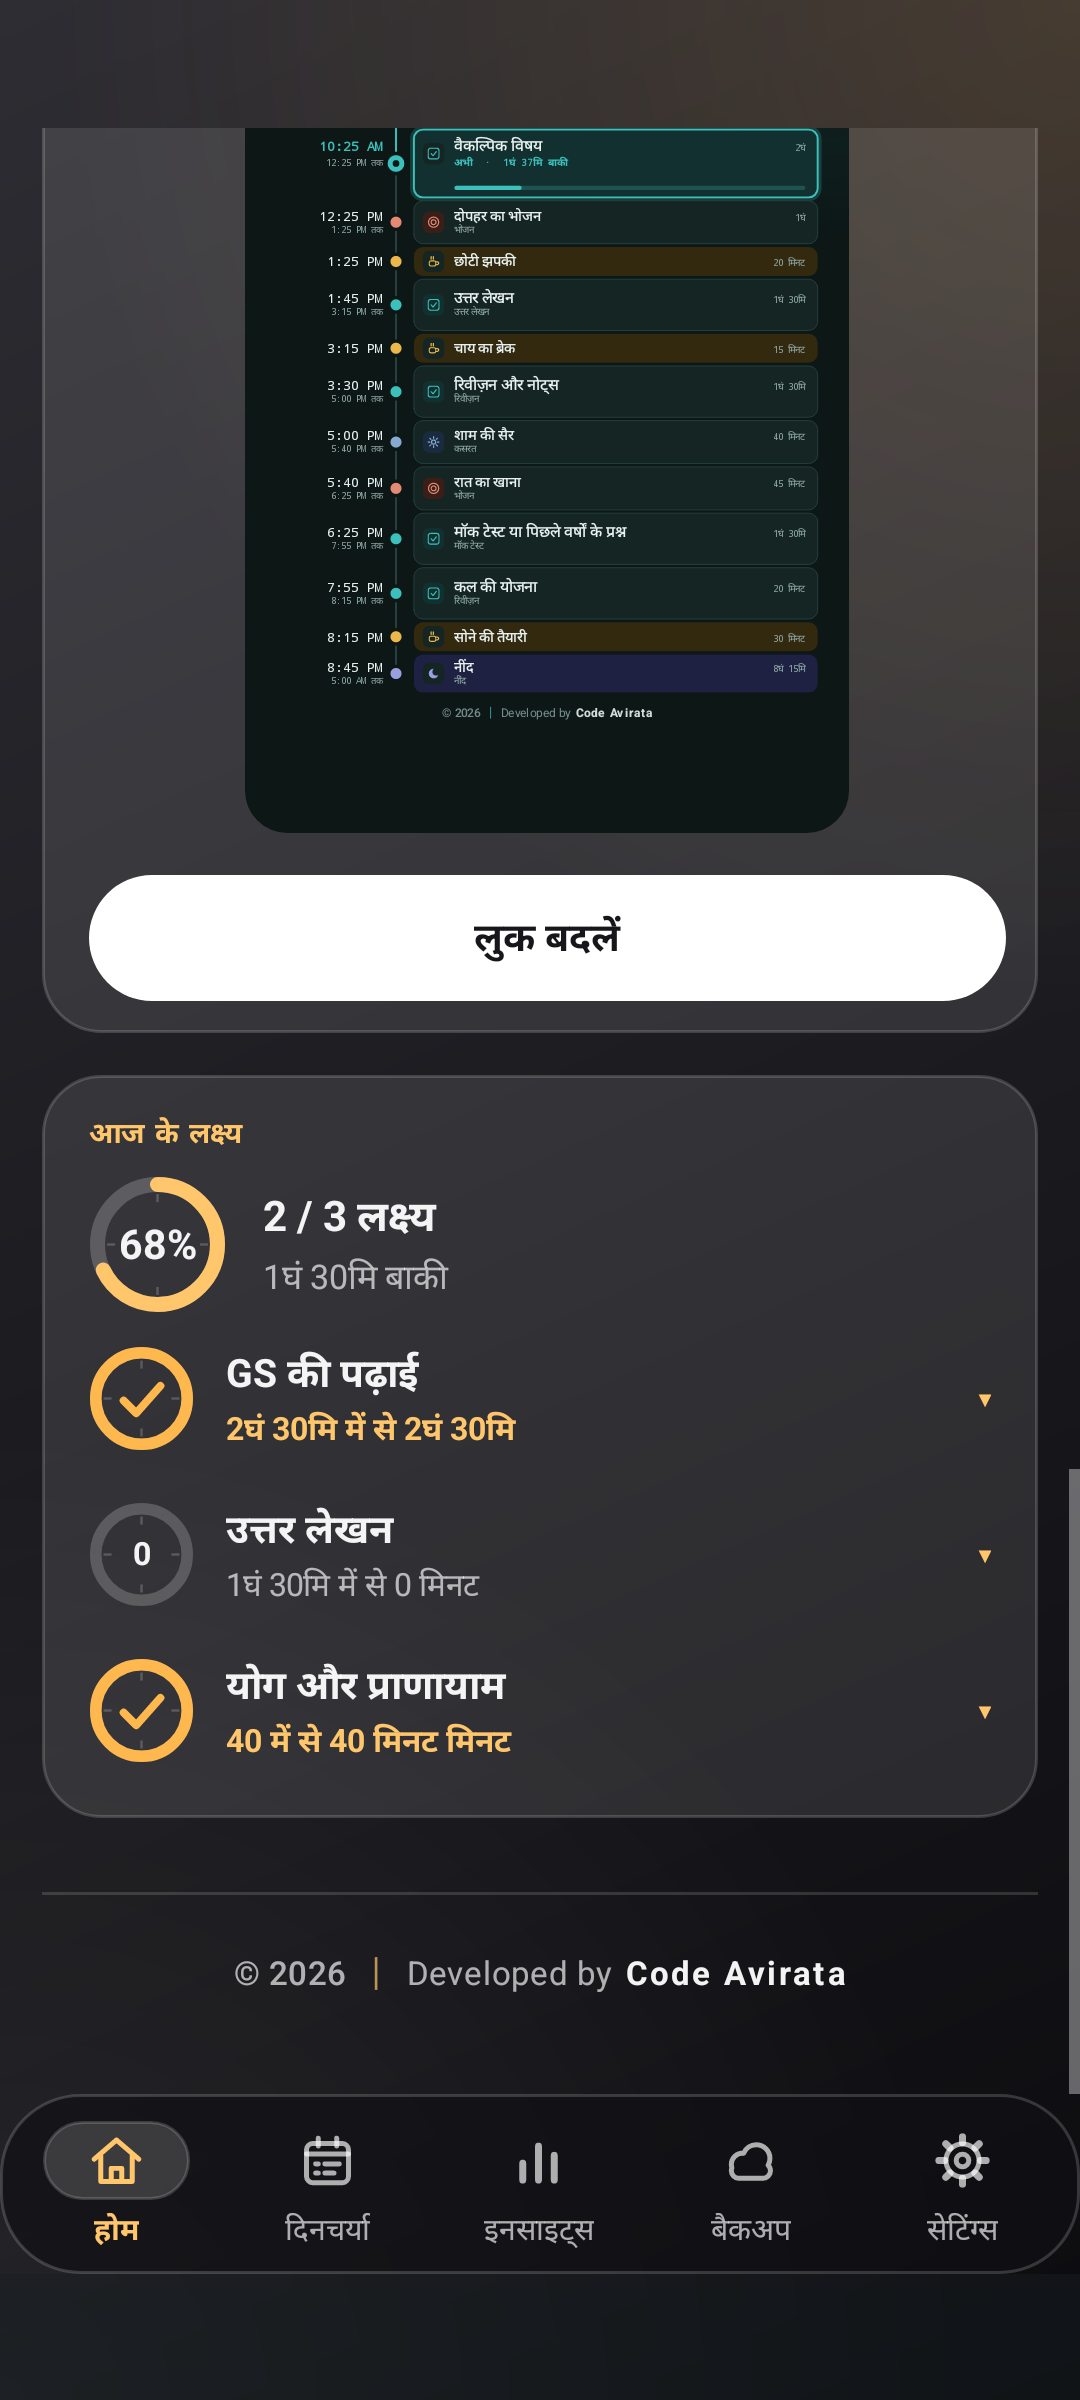 10:25 AM
12:25 PM तक
वैकल्पिक विषय
अभी · 1घं 37मि बाकी
2घं
12:25 PM
1:25 PM तक
दोपहर का भोजन
भोजन
1घं
1:25 PM
छोटी झपकी
20 मिनट
1:45 PM
3:15 PM तक
उत्तर लेखन
उत्तर लेखन
1घं 30मि
3:15 PM
चाय का ब्रेक
15 मिनट
3:30 PM
5:00 PM तक
रिवीज़न और नोट्स
रिवीज़न
1घं 30मि
5:00 PM
5:40 PM तक
शाम की सैर
कसरत
40 मिनट
5:40 PM
6:25 PM तक
रात का खाना
भोजन
45 मिनट
6:25 PM
7:55 PM तक
मॉक टेस्ट या पिछले वर्षों के प्रश्न
मॉक टेस्ट
1घं 30मि
7:55 PM
8:15 PM तक
कल की योजना
रिवीज़न
20 मिनट
8:15 PM
सोने की तैयारी
30 मिनट
8:45 PM
5:00 AM तक
नींद
नींद
8घं 15मि
© 2026 | Developed by Code Avirata
लुक बदलें
आज के लक्ष्य
68%
2 / 3 लक्ष्य
1घं 30मि बाकी
GS की पढ़ाई
2घं 30मि में से 2घं 30मि
0
उत्तर लेखन
1घं 30मि में से 0 मिनट
योग और प्राणायाम
40 में से 40 मिनट मिनट
© 2026 | Developed by Code Avirata
होम
दिनचर्या
इनसाइट्स
बैकअप
सेटिंग्स